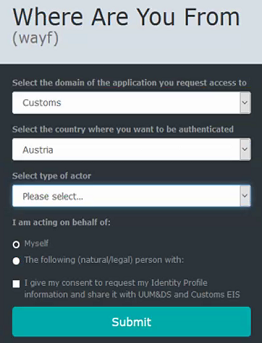 Where Are You From
(wayf)
Select the domain of the application you request access to
Customs
Select the country where you want to be authenticated
Austria
Select type of actor
Please select...
I am acting on behalf of:
Myself
The following (natural/legal) person with:
I give my consent to request my Identity Profile
information and share it with UUM&DS and Customs EIS
Submit